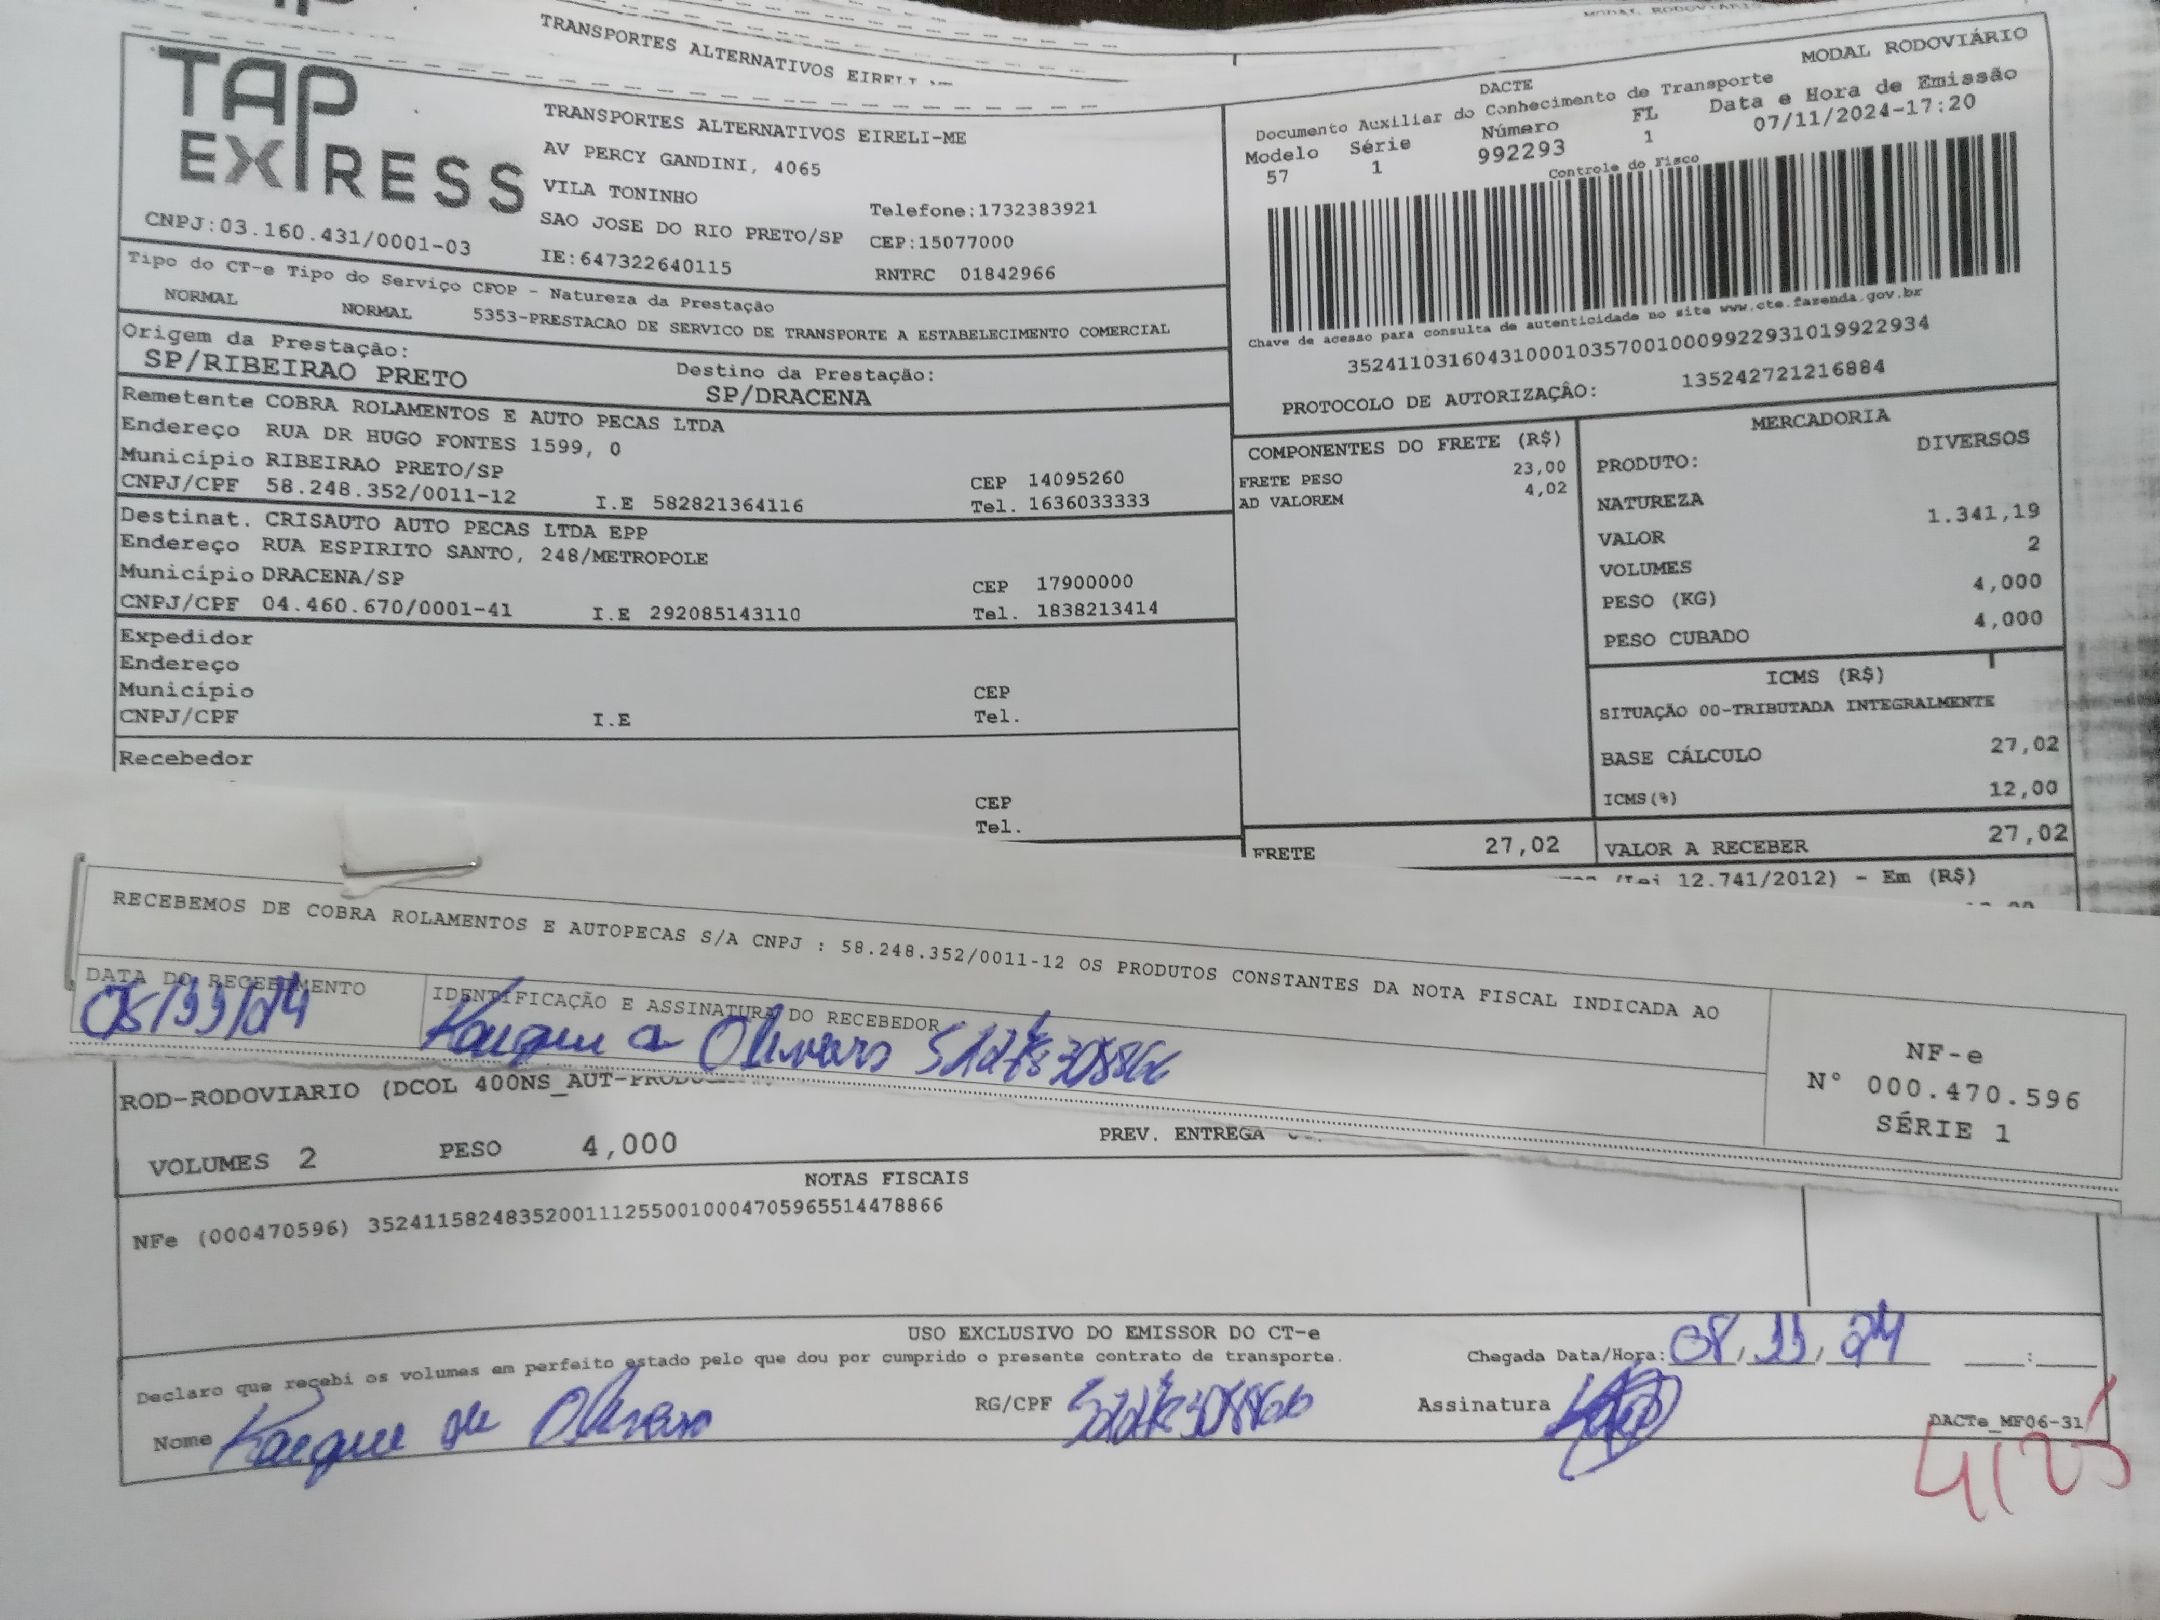 TRANSPORTES ALTERNATIVOS EIRELI
MODAL RODOVIÁRIO
TAP
EXPRESS
CNPJ:03.160.431/0001-03
TRANSPORTES ALTERNATIVOS EIRELI-ME
AV PERCY GANDINI, 4065
VILA TONINHO
SAO JOSE DO RIO PRETO/SP
IE:647322640115
Telefone:1732383921
CEP:15077000
RNTRC 01842966
DACTE
MODAL RODOVIÁRIO
Documento Auxiliar do Conhecimento de Transporte
Modelo Série Número FL Data e Hora de Emissão
57 1 992293 1 07/11/2024-17:20
Controle do Fisco
Chave de acesso para consulta de autenticidade no site www.cte.fazenda.gov.br
35241103160431000103570010009922931019922934
PROTOCOLO DE AUTORIZAÇÃO: 135242721216884
Tipo do CT-e Tipo do Serviço CFOP - Natureza da Prestação
NORMAL NORMAL 5353-PRESTACAO DE SERVICO DE TRANSPORTE A ESTABELECIMENTO COMERCIAL
Origem da Prestação: Destino da Prestação:
SP/RIBEIRAO PRETO SP/DRACENA
Remetente COBRA ROLAMENTOS E AUTO PECAS LTDA
Endereço RUA DR HUGO FONTES 1599, 0
Município RIBEIRAO PRETO/SP CEP 14095260
CNPJ/CPF 58.248.352/0011-12 I.E 582821364116 Tel. 1636033333
Destinat. CRISAUTO AUTO PECAS LTDA EPP
Endereço RUA ESPIRITO SANTO, 248/METROPOLE
Município DRACENA/SP CEP 17900000
CNPJ/CPF 04.460.670/0001-41 I.E 292085143110 Tel. 1838213414
Expedidor
Endereço
Município CEP
CNPJ/CPF I.E Tel.
Recebedor
CEP
Tel.
COMPONENTES DO FRETE (R$)
FRETE PESO 23,00
AD VALOREM 4,02
FRETE 27,02
MERCADORIA
PRODUTO: DIVERSOS
NATUREZA
VALOR 1.341,19
VOLUMES 2
PESO (KG) 4,000
PESO CUBADO 4,000
ICMS (R$)
SITUAÇÃO 00-TRIBUTADA INTEGRALMENTE
BASE CÁLCULO 27,02
ICMS(%) 12,00
VALOR A RECEBER 27,02
12.741/2012) - Em (R$)
RECEBEMOS DE COBRA ROLAMENTOS E AUTOPECAS S/A CNPJ : 58.248.352/0011-12 OS PRODUTOS CONSTANTES DA NOTA FISCAL INDICADA AO
DATA DO RECEBIMENTO IDENTIFICAÇÃO E ASSINATURA DO RECEBEDOR
Kaique Oliveira
NF-e
N° 000.470.596
SÉRIE 1
ROD-RODOVIARIO (DCOL 400NS_AUT-
VOLUMES 2 PESO 4,000 PREV. ENTREGA
NOTAS FISCAIS
NFe (000470596) 35241158248352001112550010004705965514478866
USO EXCLUSIVO DO EMISSOR DO CT-e
Declaro que recebi os volumes em perfeito estado pelo que dou por cumprido o presente contrato de transporte. Chegada Data/Hora: 08/11/24 :
Nome Kaique de Oliveira RG/CPF Assinatura
DACTe_MF06-31